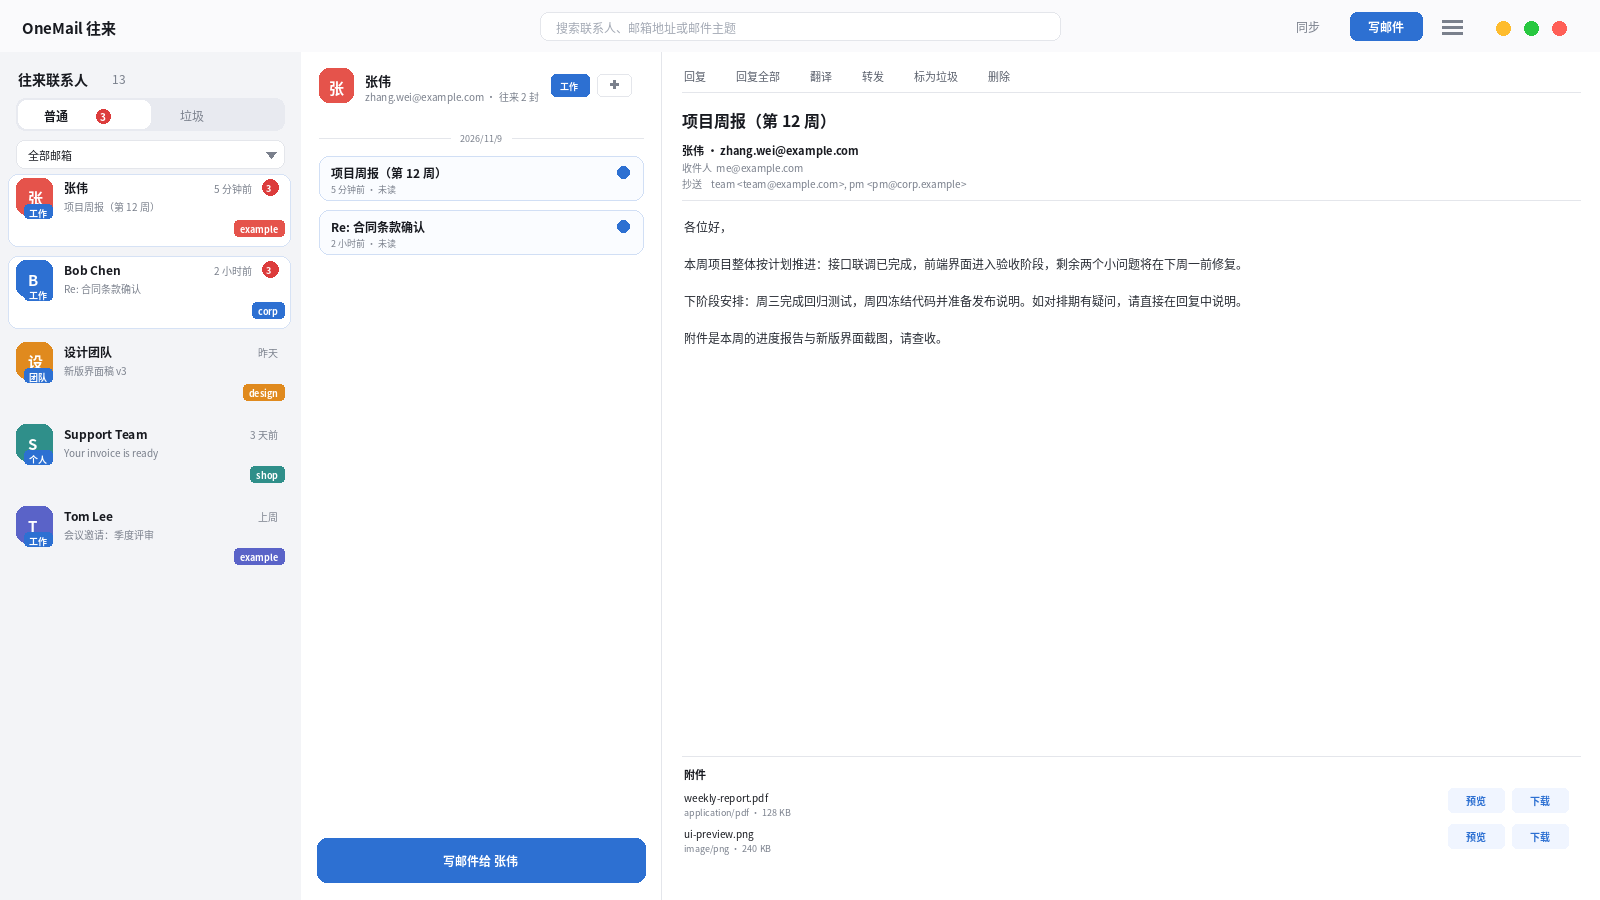 OneMail 往来
搜索联系人、邮箱地址或邮件主题
同步
写邮件
往来联系人 13
普通 3
垃圾
全部邮箱
张
工作
张伟
5 分钟前
3
项目周报（第 12 周）
example
B
工作
Bob Chen
2 小时前
3
Re: 合同条款确认
corp
设
团队
设计团队
昨天
新版界面稿 v3
design
S
个人
Support Team
3 天前
Your invoice is ready
shop
T
工作
Tom Lee
上周
会议邀请：季度评审
example
张
张伟
zhang.wei@example.com · 往来 2 封
工作
2026/11/9
项目周报（第 12 周）
5 分钟前 · 未读
Re: 合同条款确认
2 小时前 · 未读
写邮件给 张伟
回复 回复全部 翻译 转发 标为垃圾 删除
项目周报（第 12 周）
张伟 · zhang.wei@example.com
收件人 me@example.com
抄送 team <team@example.com>, pm <pm@corp.example>
各位好，
本周项目整体按计划推进：接口联调已完成，前端界面进入验收阶段，剩余两个小问题将在下周一前修复。
下阶段安排：周三完成回归测试，周四冻结代码并准备发布说明。如对排期有疑问，请直接在回复中说明。
附件是本周的进度报告与新版界面截图，请查收。
附件
weekly-report.pdf
application/pdf · 128 KB
预览 下载
ui-preview.png
image/png · 240 KB
预览 下载